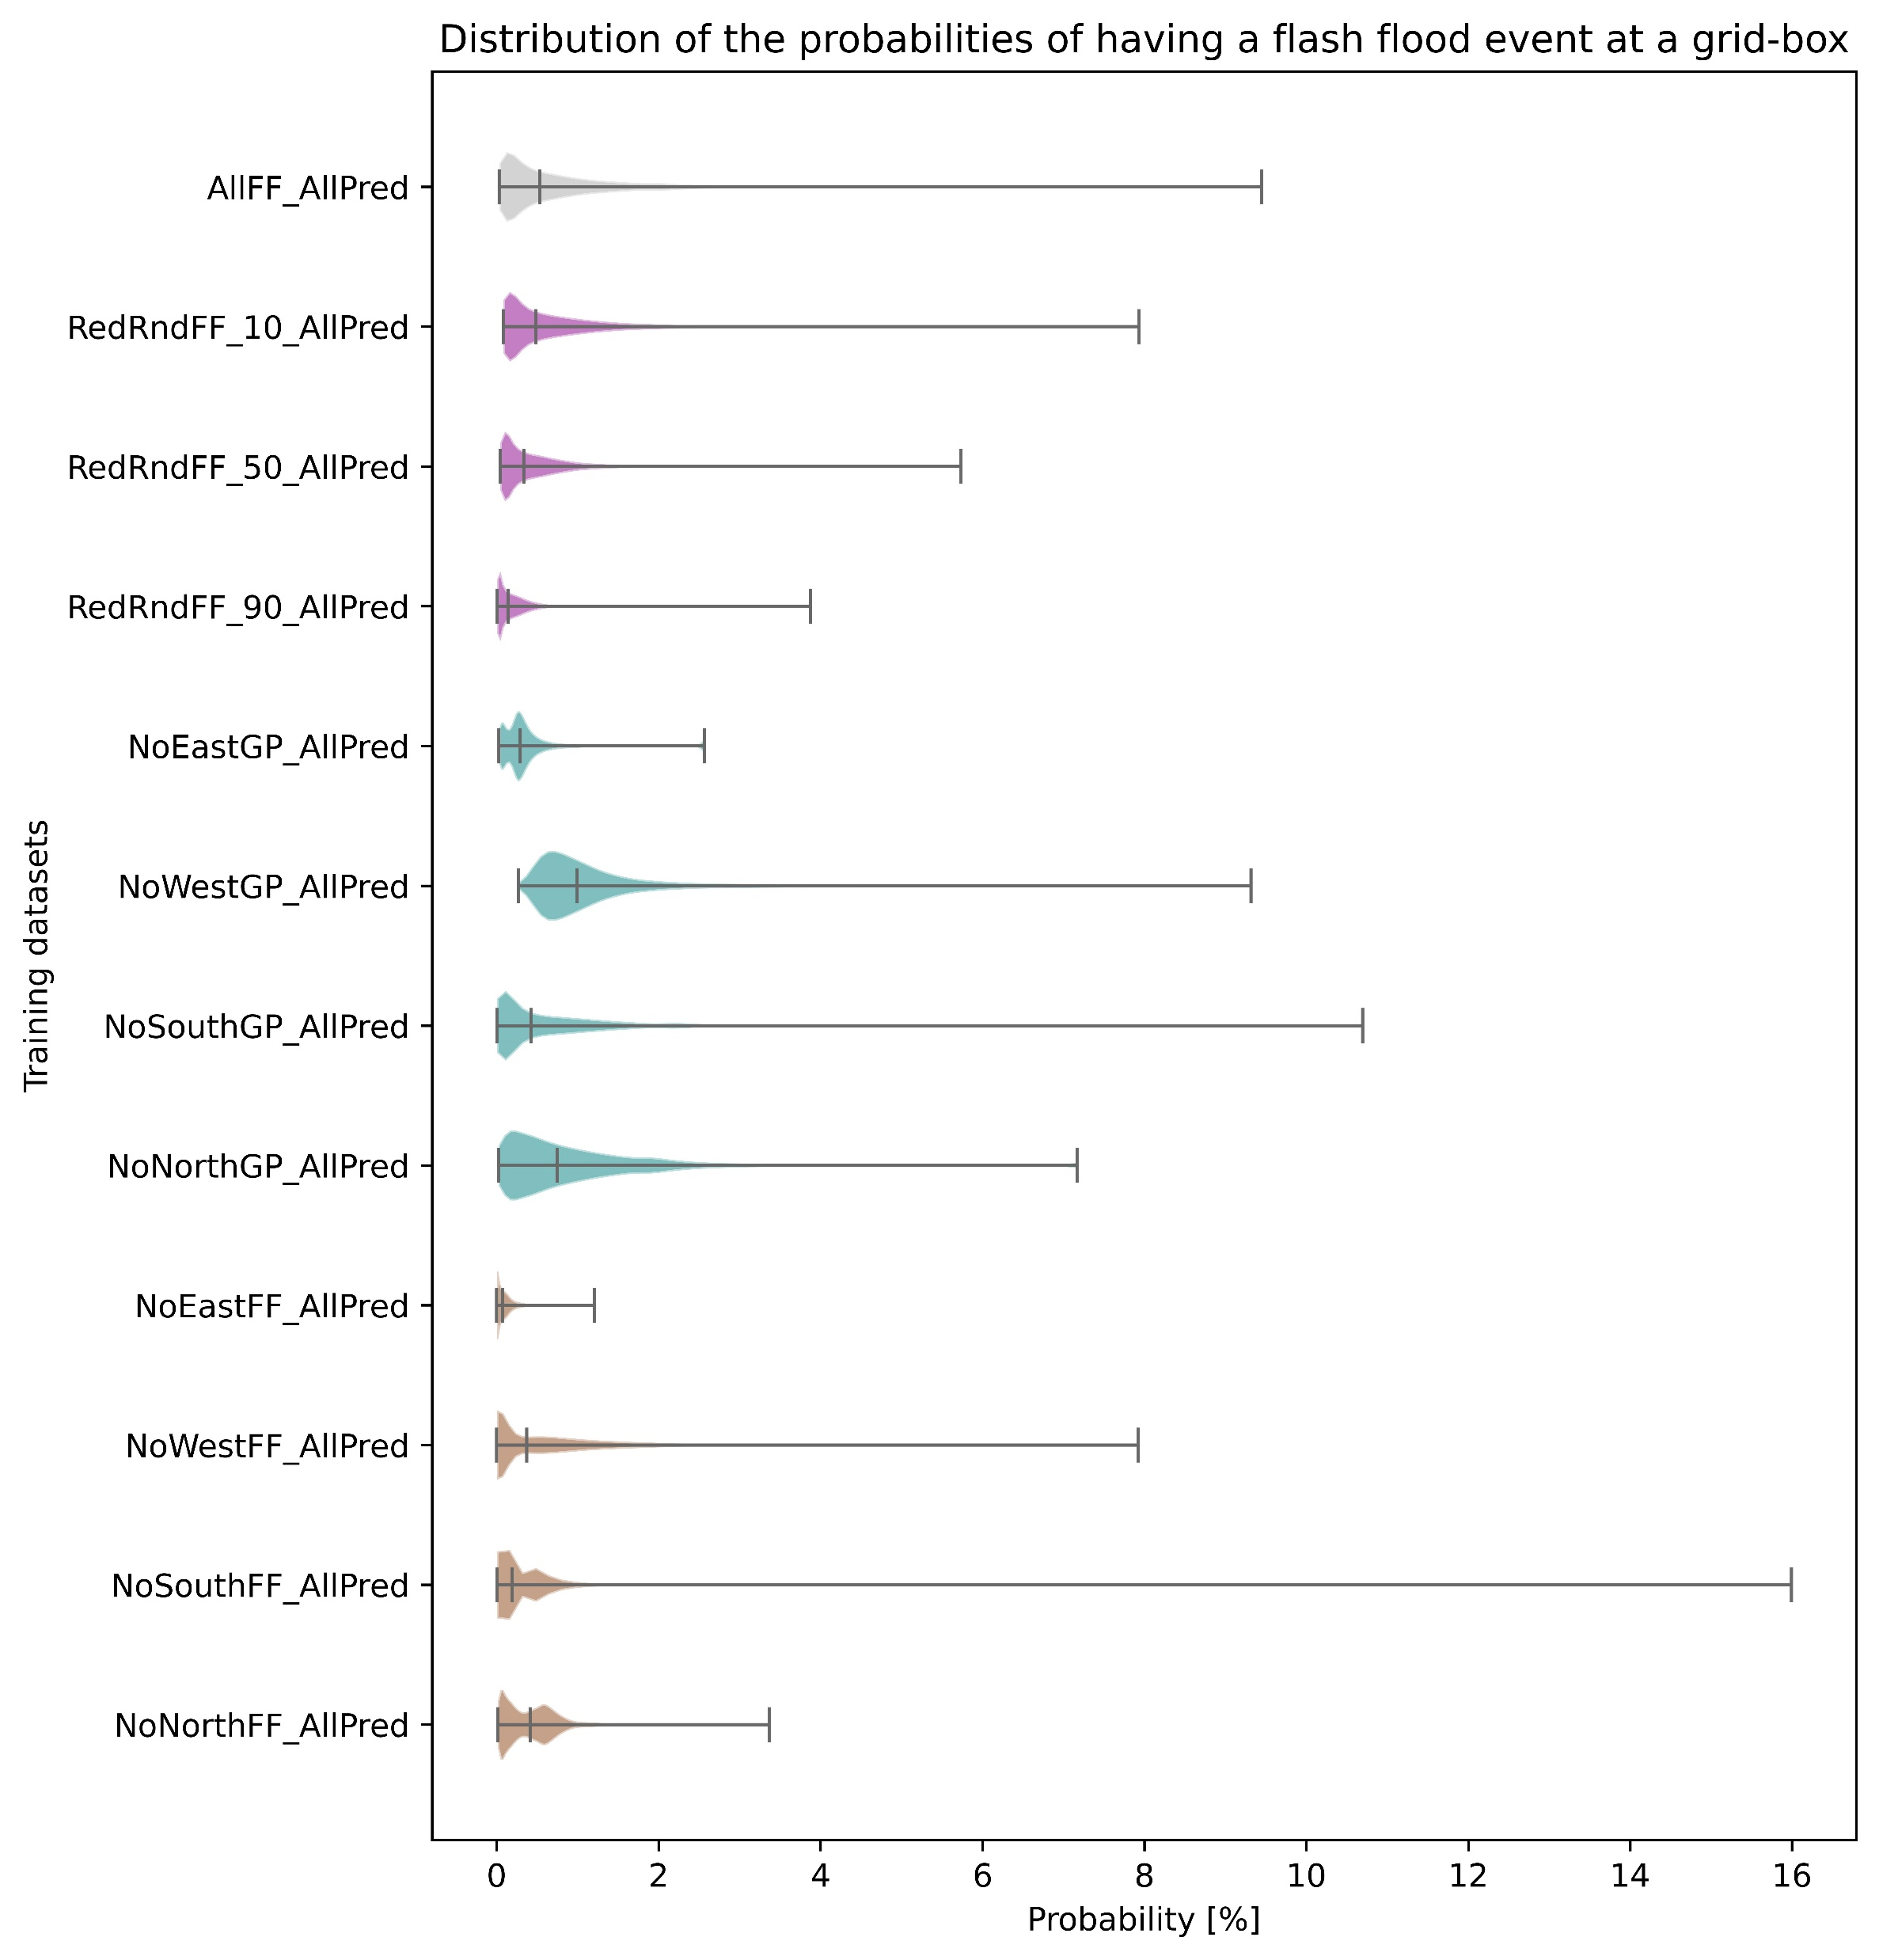 Distribution of the probabilities of having a flash flood event at a grid-box
AllFF_AllPred
RedRndFF_10_AllPred
RedRndFF_50_AllPred
RedRndFF_90_AllPred
NoEastGP_AllPred
NoWestGP_AllPred
NoSouthGP_AllPred
NoNorthGP_AllPred
NoEastFF_AllPred
NoWestFF_AllPred
NoSouthFF_AllPred
NoNorthFF_AllPred
Training datasets
0 2 4 6 8 10 12 14 16
Probability [%]